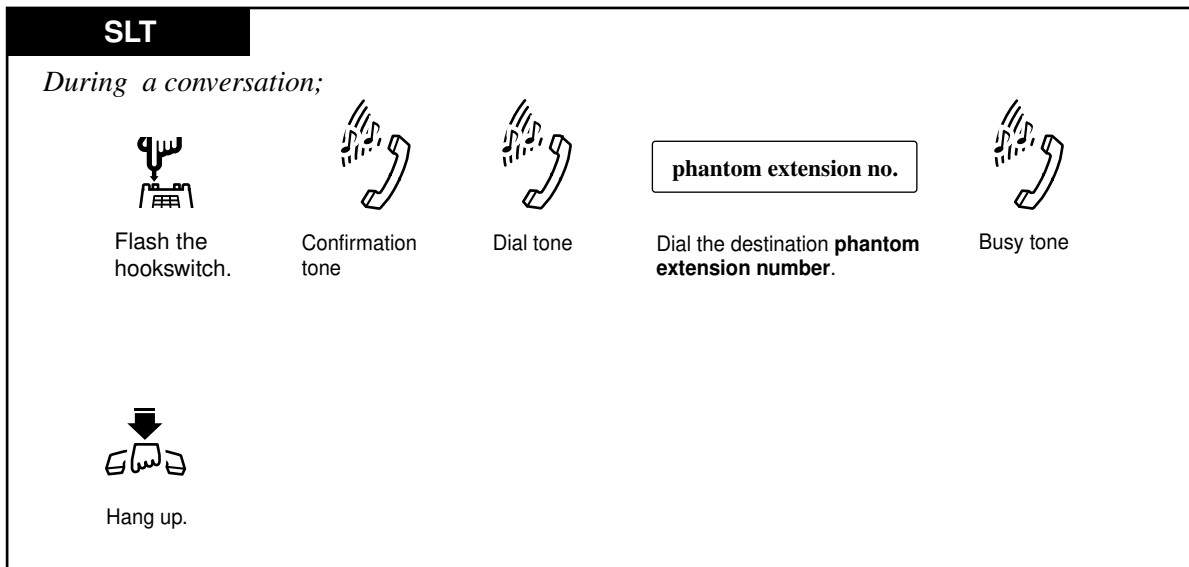 SLT
During a conversation;
phantom extension no.
Flash the
hookswitch.
Confirmation
tone
Dial tone
Dial the destination phantom
extension number.
Busy tone
Hang up.